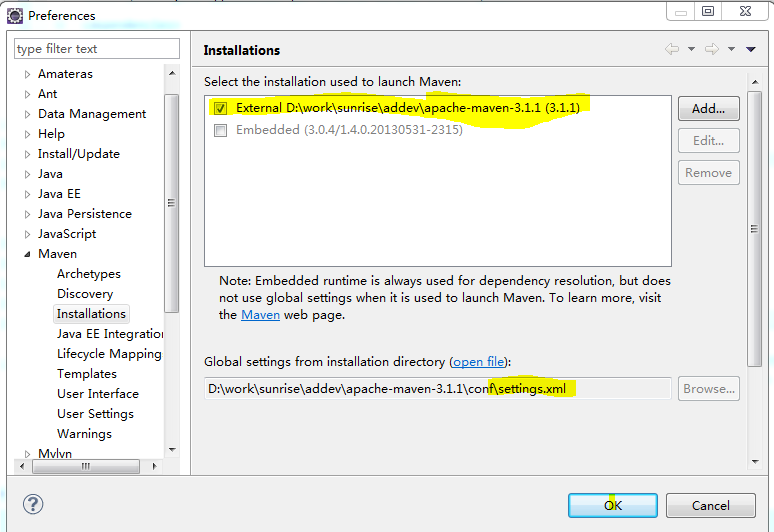 Preferences
type filter text
Installations
Amateras
Ant
Data Management
Help
Install/Update
Java
Java EE
Java Persistence
JavaScript
Maven
Archetypes
Discovery
Installations
Java EE Integration
Lifecycle Mapping
Templates
User Interface
User Settings
Warnings
Mylyn
Select the installation used to launch Maven:
External D:\work\sunrise\addev\apache-maven-3.1.1 (3.1.1)
Embedded (3.0.4/1.4.0.20130531-2315)
Add...
Edit...
Remove
Note: Embedded runtime is always used for dependency resolution, but does
not use global settings when it is used to launch Maven. To learn more, visit
the Maven web page.
Global settings from installation directory (open file):
D:\work\sunrise\addev\apache-maven-3.1.1\conf\settings.xml
Browse...
?
OK
Cancel